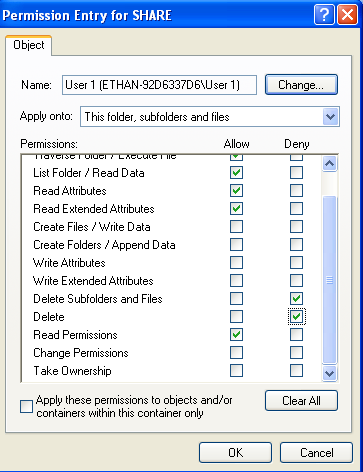 Permission Entry for SHARE
Object
Name: User 1 (ETHAN-92D6337D6\User 1) Change...
Apply onto: This folder, subfolders and files
Permissions: Allow Deny
Traverse Folder / Execute File
List Folder / Read Data
Read Attributes
Read Extended Attributes
Create Files / Write Data
Create Folders / Append Data
Write Attributes
Write Extended Attributes
Delete Subfolders and Files
Delete
Read Permissions
Change Permissions
Take Ownership
Apply these permissions to objects and/or Clear All
containers within this container only
OK Cancel